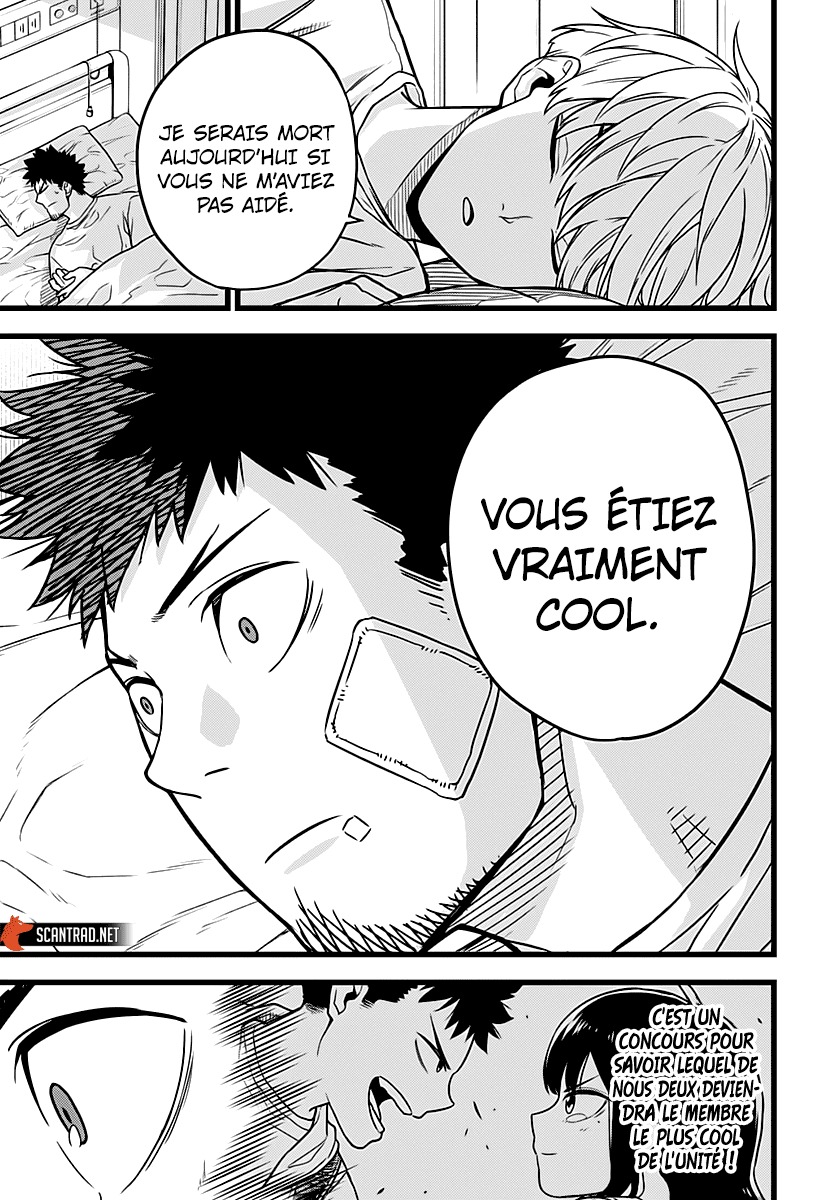 JE SERAIS MORT
AUJOURD'HUI SI
VOUS NE M'AVIEZ
PAS AIDÉ.
VOUS ÉTIEZ
VRAIMENT
COOL.
SCANTRAD.NET
C'EST UN
CONCOURS POUR
SAVOIR LEQUEL DE
NOUS DEUX DEVIEN-
DRA LE MEMBRE
LE PLUS COOL
DE L'UNITÉ !